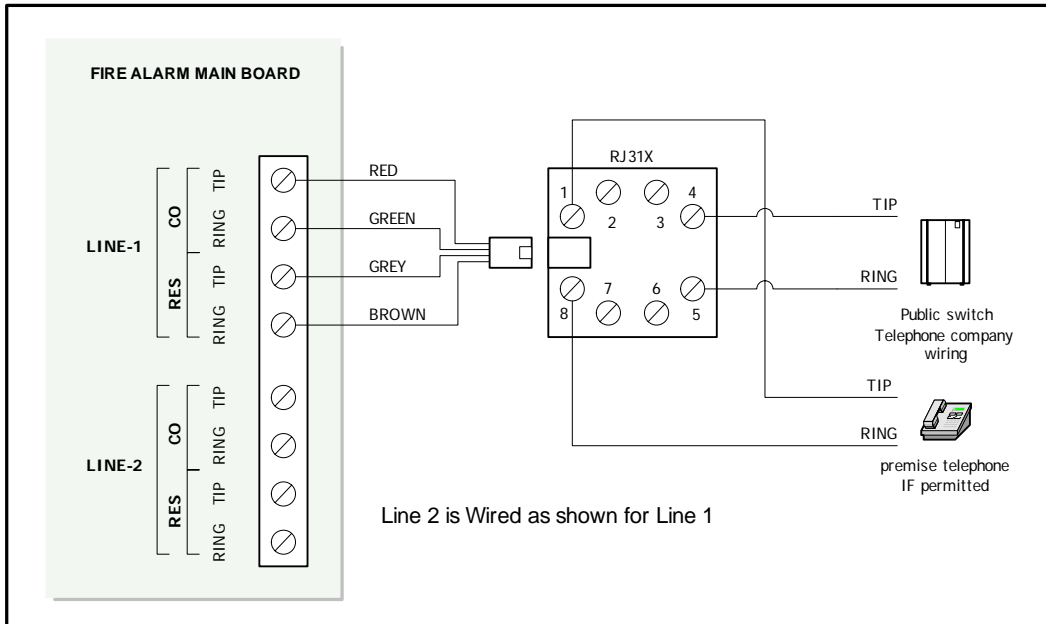 FIRE ALARM MAIN BOARD
LINE-1
CO
TIP
RING
RES
TIP
RING
RED
GREEN
GREY
BROWN
LINE-2
CO
TIP
RING
RES
TIP
RING
RJ31X
1
2
3
4
8
7
6
5
TIP
RING
Public switch
Telephone company
wiring
TIP
RING
premise telephone
IF permitted
Line 2 is Wired as shown for Line 1